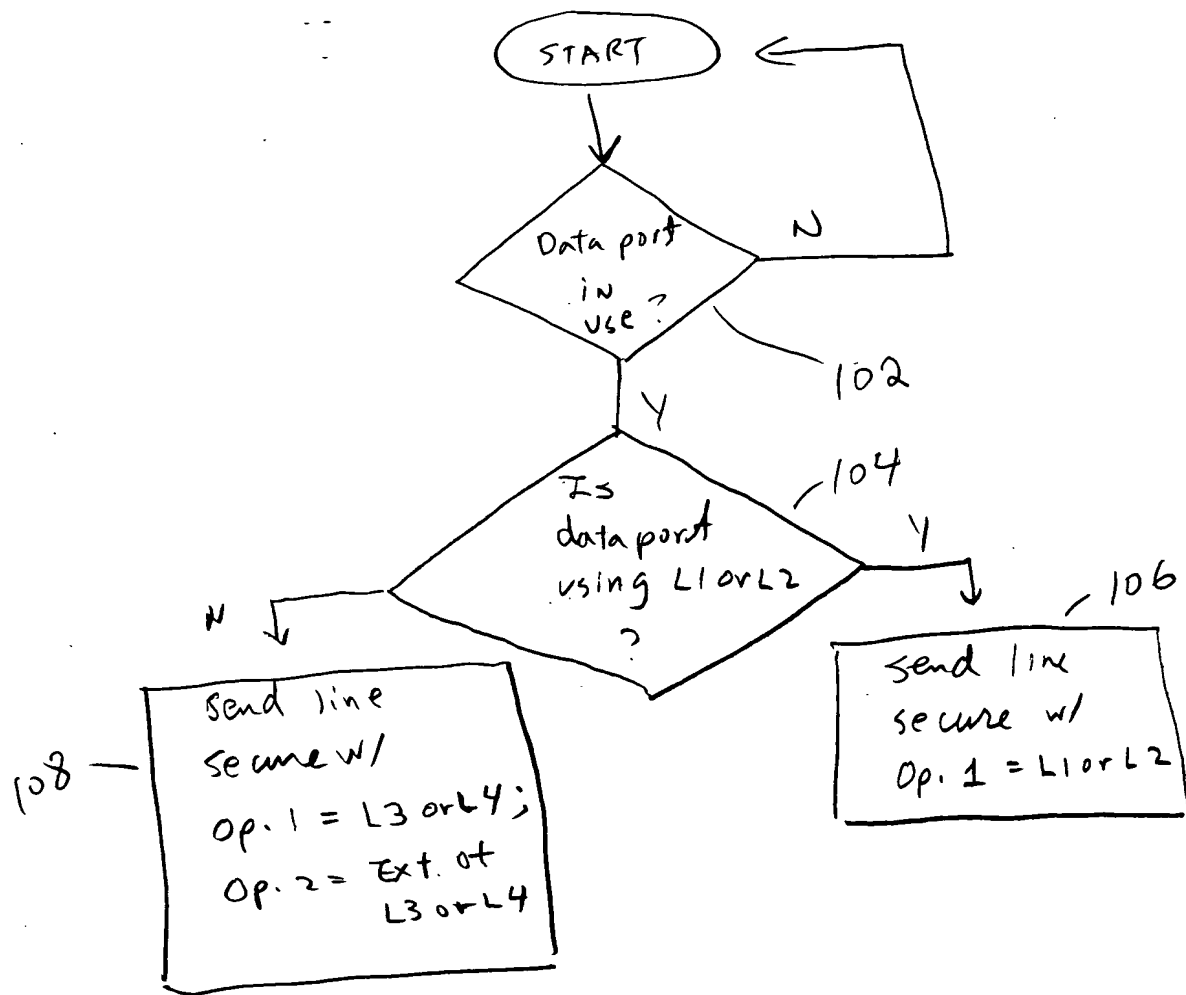 START
Data port
in
use?
N
102
Y
Is
data port
using L1 or L2
?
104
Y
N
106
send line
secure w/
Op. 1 = L1 or L2
108
send line
secure w/
Op. 1 = L3 or L4;
Op. 2 = Ext. of
L3 or L4